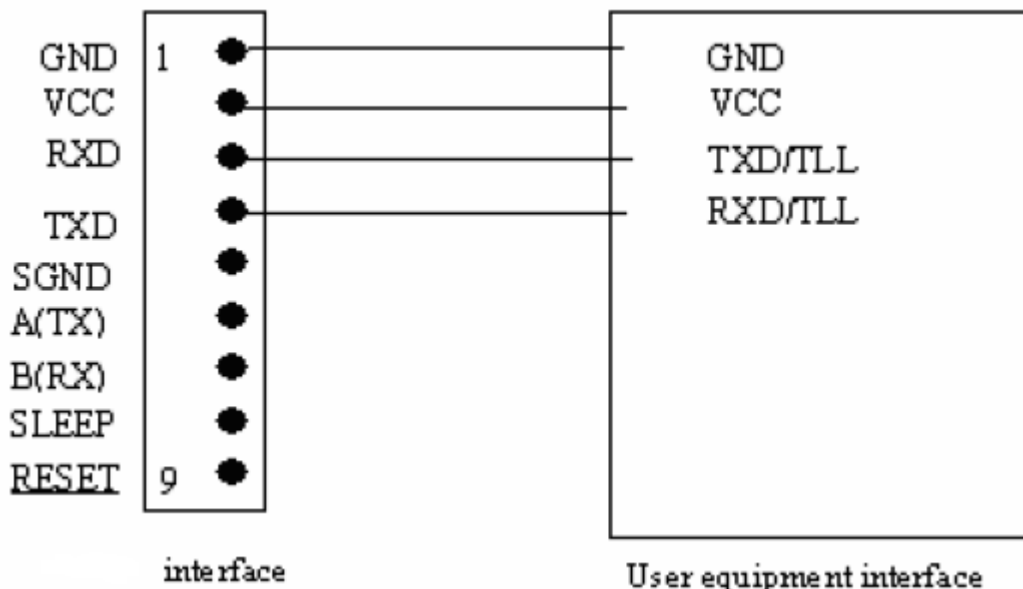 GND
1
VCC
RXD
TXD
SGND
A(TX)
B(RX)
SLEEP
RESET
9
interface
GND
VCC
TXD/TLL
RXD/TLL
User equipment interface